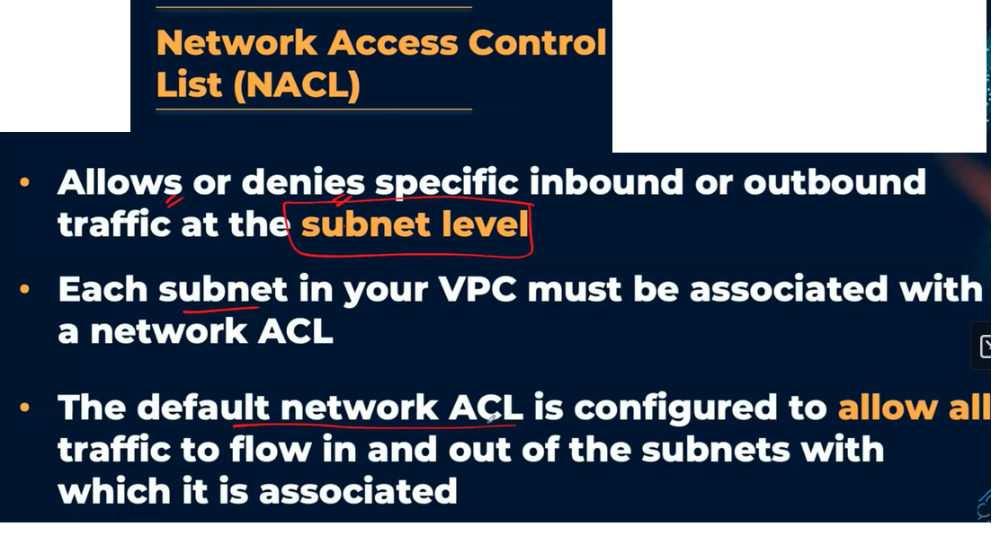 Network Access Control
List (NACL)
• Allows or denies specific inbound or outbound
traffic at the subnet level
• Each subnet in your VPC must be associated with
a network ACL
• The default network ACL is configured to allow all
traffic to flow in and out of the subnets with
which it is associated